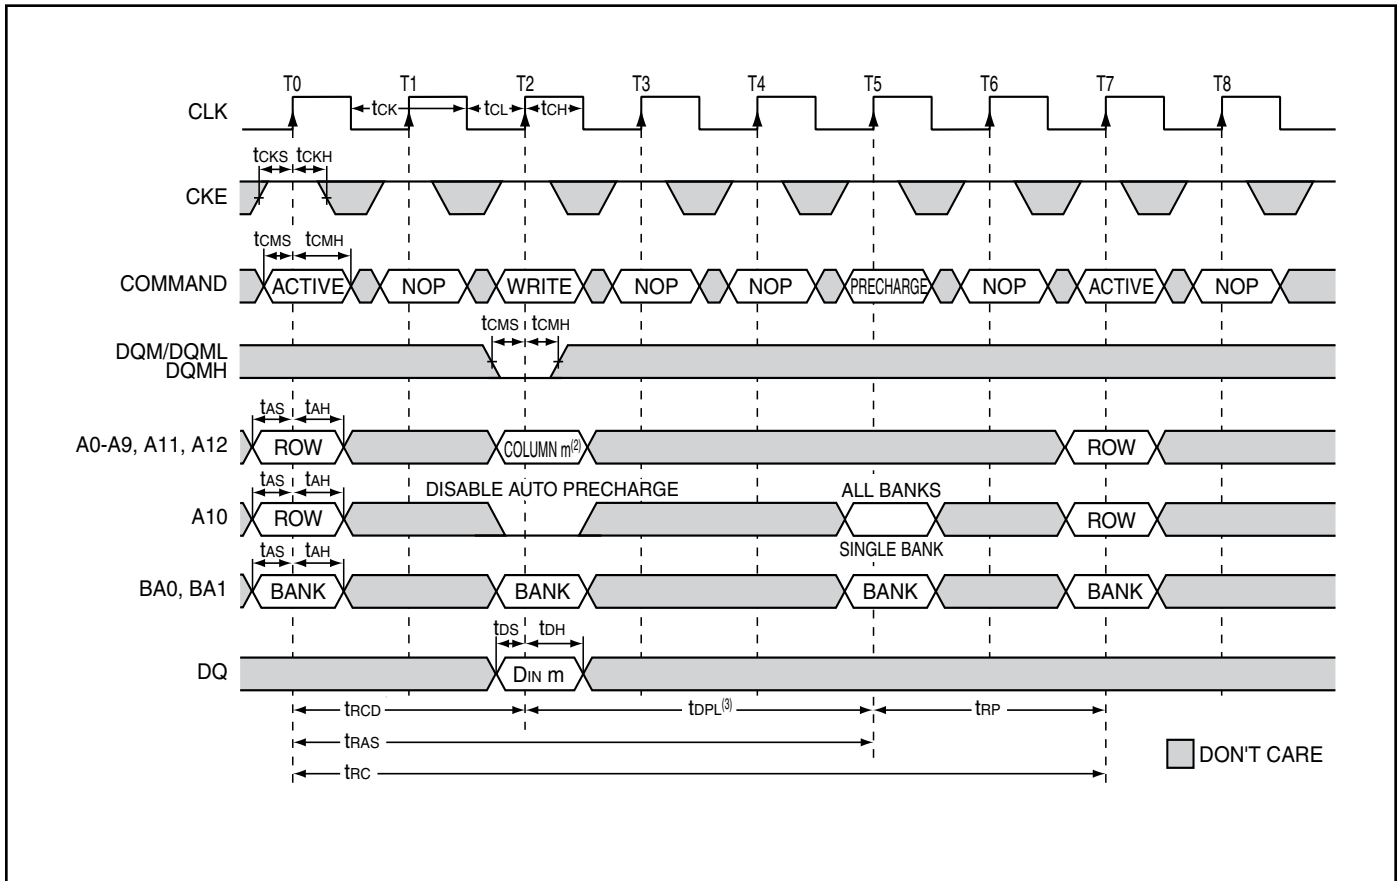 T0 T1 T2 T3 T4 T5 T6 T7 T8
CLK tCK tCL tCH
tCKS tCKH
CKE
tCMS tCMH
COMMAND ACTIVE NOP WRITE NOP NOP PRECHARGE NOP ACTIVE NOP
tCMS tCMH
DQM/DQML
DQMH
tAS tAH
A0-A9, A11, A12 ROW COLUMN m(2) ROW
tAS tAH DISABLE AUTO PRECHARGE ALL BANKS
A10 ROW ROW
tAS tAH SINGLE BANK
BA0, BA1 BANK BANK BANK BANK
tDS tDH
DQ DIN m
tRCD tDPL(3) tRP
tRAS
tRC
DON'T CARE